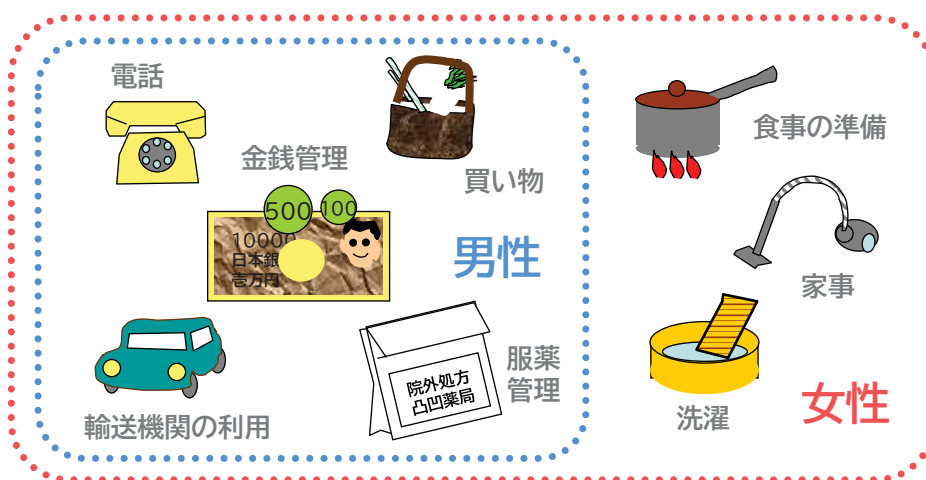 電話
金銭管理
買い物
500
100
10000
日本銀
壱万円
男性
輸送機関の利用
院外処方
凸凹薬局
服薬
管理
食事の準備
家事
洗濯
女性